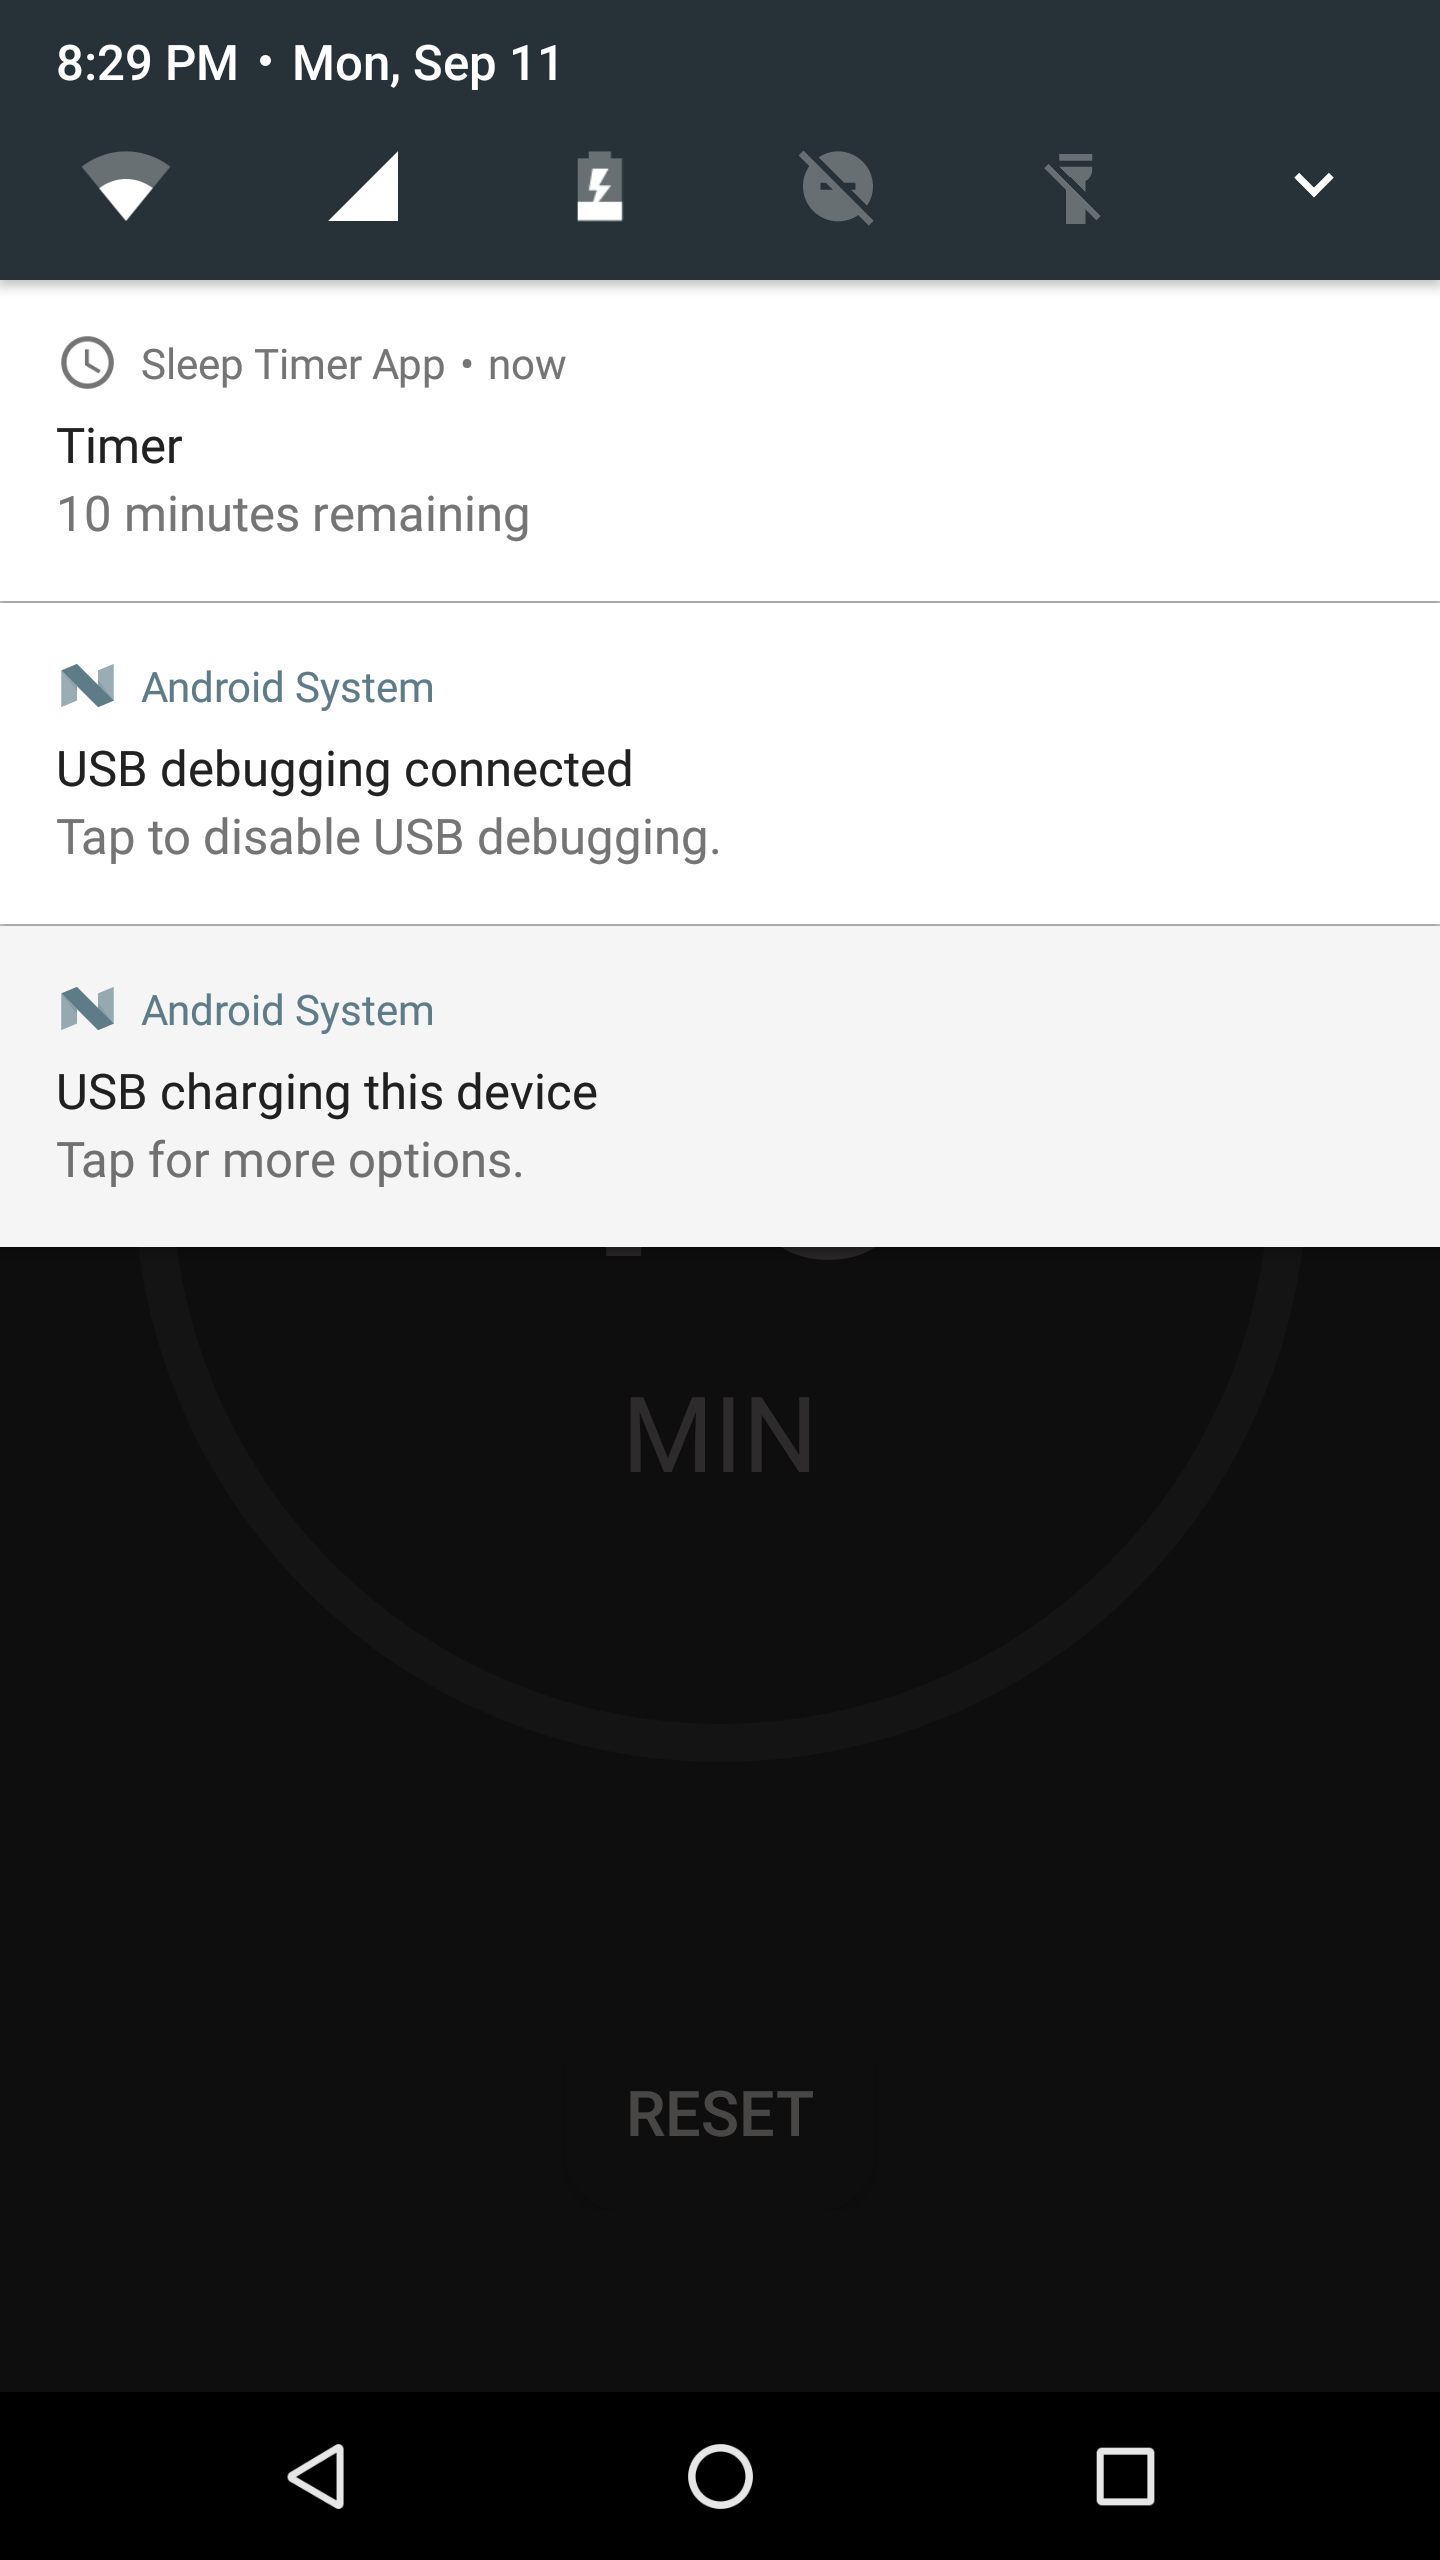 8:29 PM • Mon, Sep 11
Sleep Timer App • now
Timer
10 minutes remaining
Android System
USB debugging connected
Tap to disable USB debugging.
Android System
USB charging this device
Tap for more options.
MIN
RESET